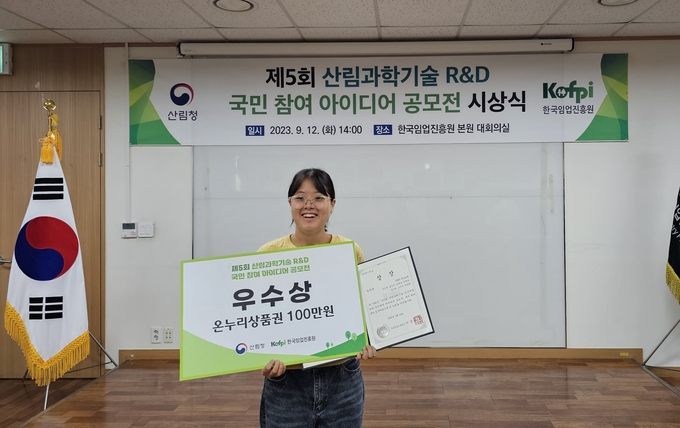 제5회 산림과학기술 R&D
국민 참여 아이디어 공모전 시상식
산림청
Kofpi
한국임업진흥원
일시 2023. 9. 12. (화) 14:00 장소 한국임업진흥원 본원 대회의실
제5회 산림과학기술 R&D
국민 참여 아이디어 공모전
우수상
온누리상품권 100만원
산림청 Kofpi 한국임업진흥원
상장